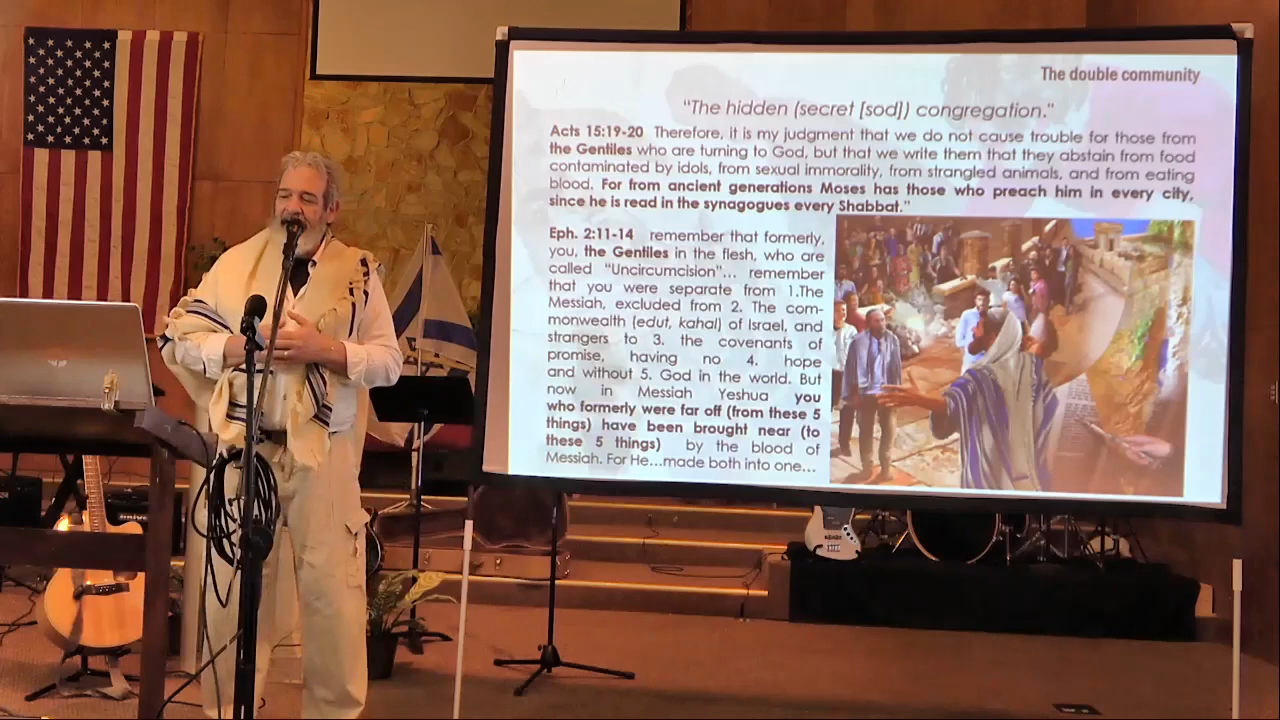 The double community
"The hidden (secret [sod]) congregation."
Acts 15:19-20 Therefore, it is my judgment that we do not cause trouble for those from
the Gentiles who are turning to God, but that we write them that they abstain from food
contaminated by idols, from sexual immorality, from strangled animals, and from eating
blood. For from ancient generations Moses has those who preach him in every city,
since he is read in the synagogues every Shabbat."
Eph. 2:11-14 remember that formerly,
you, the Gentiles in the flesh, who are
called "Uncircumcision"... remember
that you were separate from 1.The
Messiah, excluded from 2. The com-
monwealth [edut, kahal] of Israel, and
strangers to 3. the covenants of
promise, having no 4. hope
and without 5. God in the world. But
now in Messiah Yeshua you
who formerly were far off (from these 5
things) have been brought near (to
these 5 things) by the blood of
Messiah. For He...made both into one...